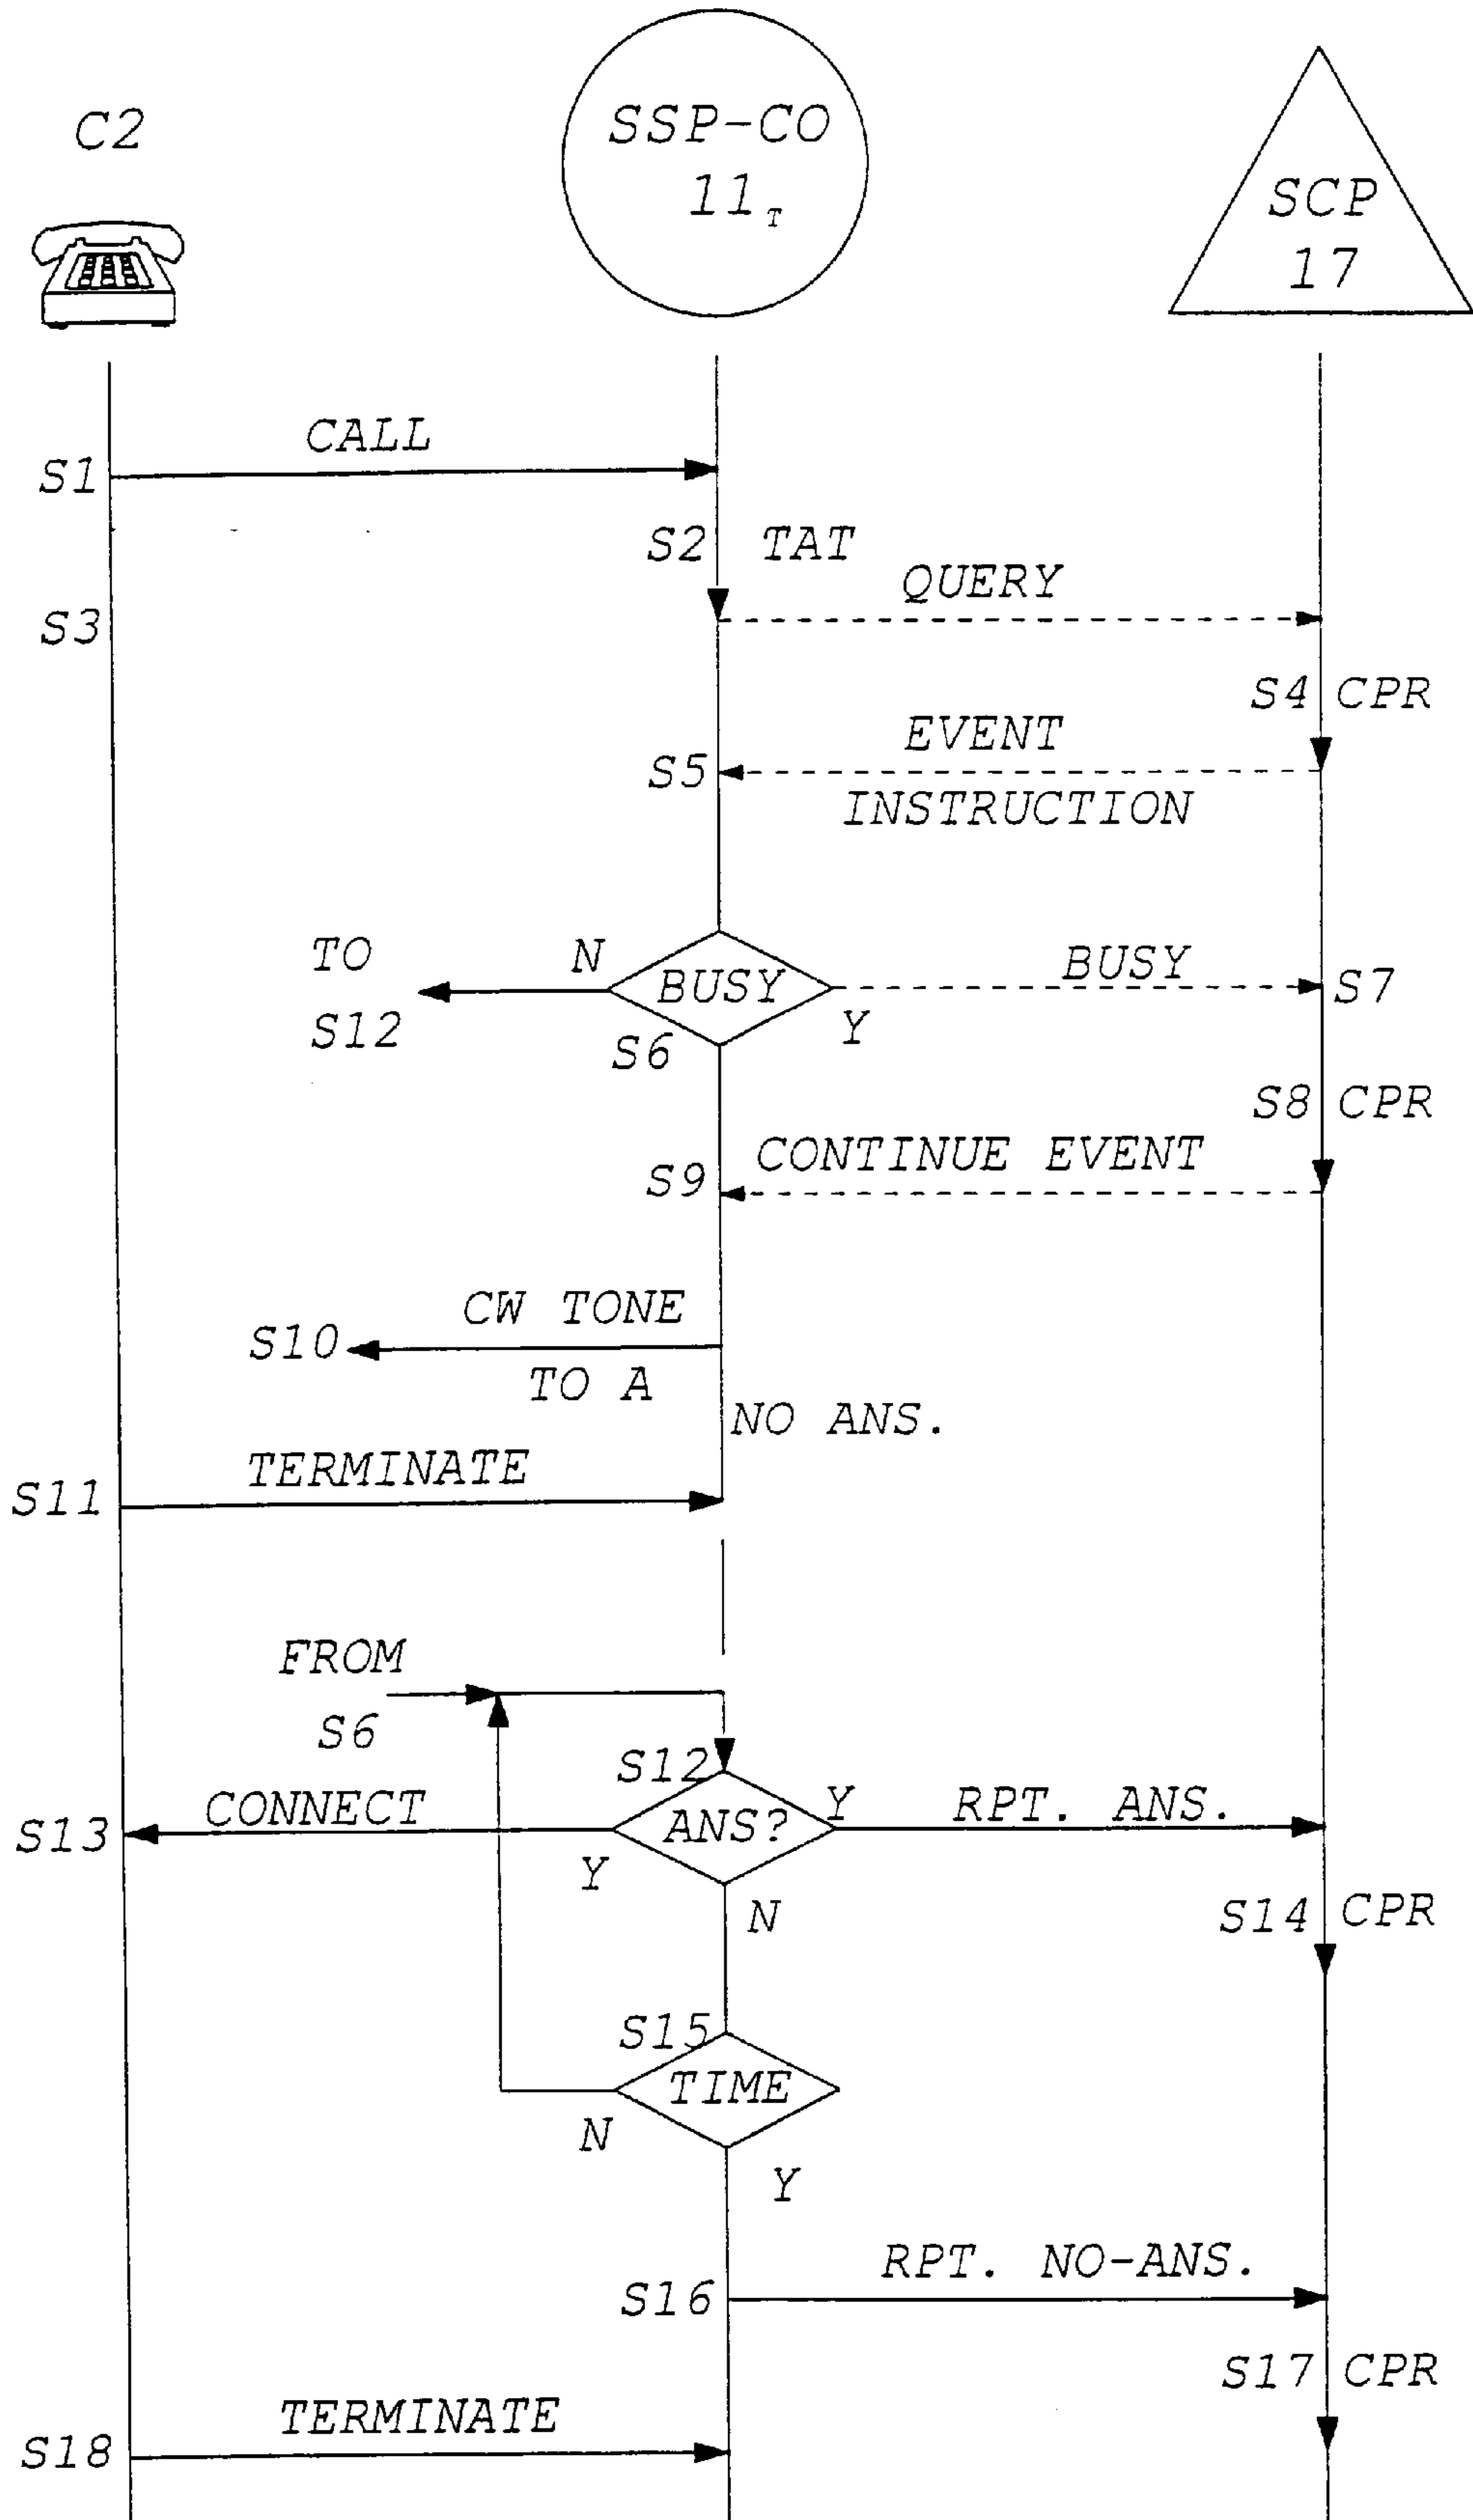 C2
SSP-CO
11T
SCP
17
CALL
S1
S2 TAT
QUERY
S3
S4 CPR
EVENT
S5
INSTRUCTION
TO
N
BUSY
BUSY
S7
S12
S6
Y
S8 CPR
CONTINUE EVENT
S9
CW TONE
S10
TO A
NO ANS.
TERMINATE
S11
FROM
S6
S12
CONNECT
Y
RPT. ANS.
S13
ANS?
Y
N
S14 CPR
S15
TIME
N
Y
RPT. NO-ANS.
S16
S17 CPR
TERMINATE
S18